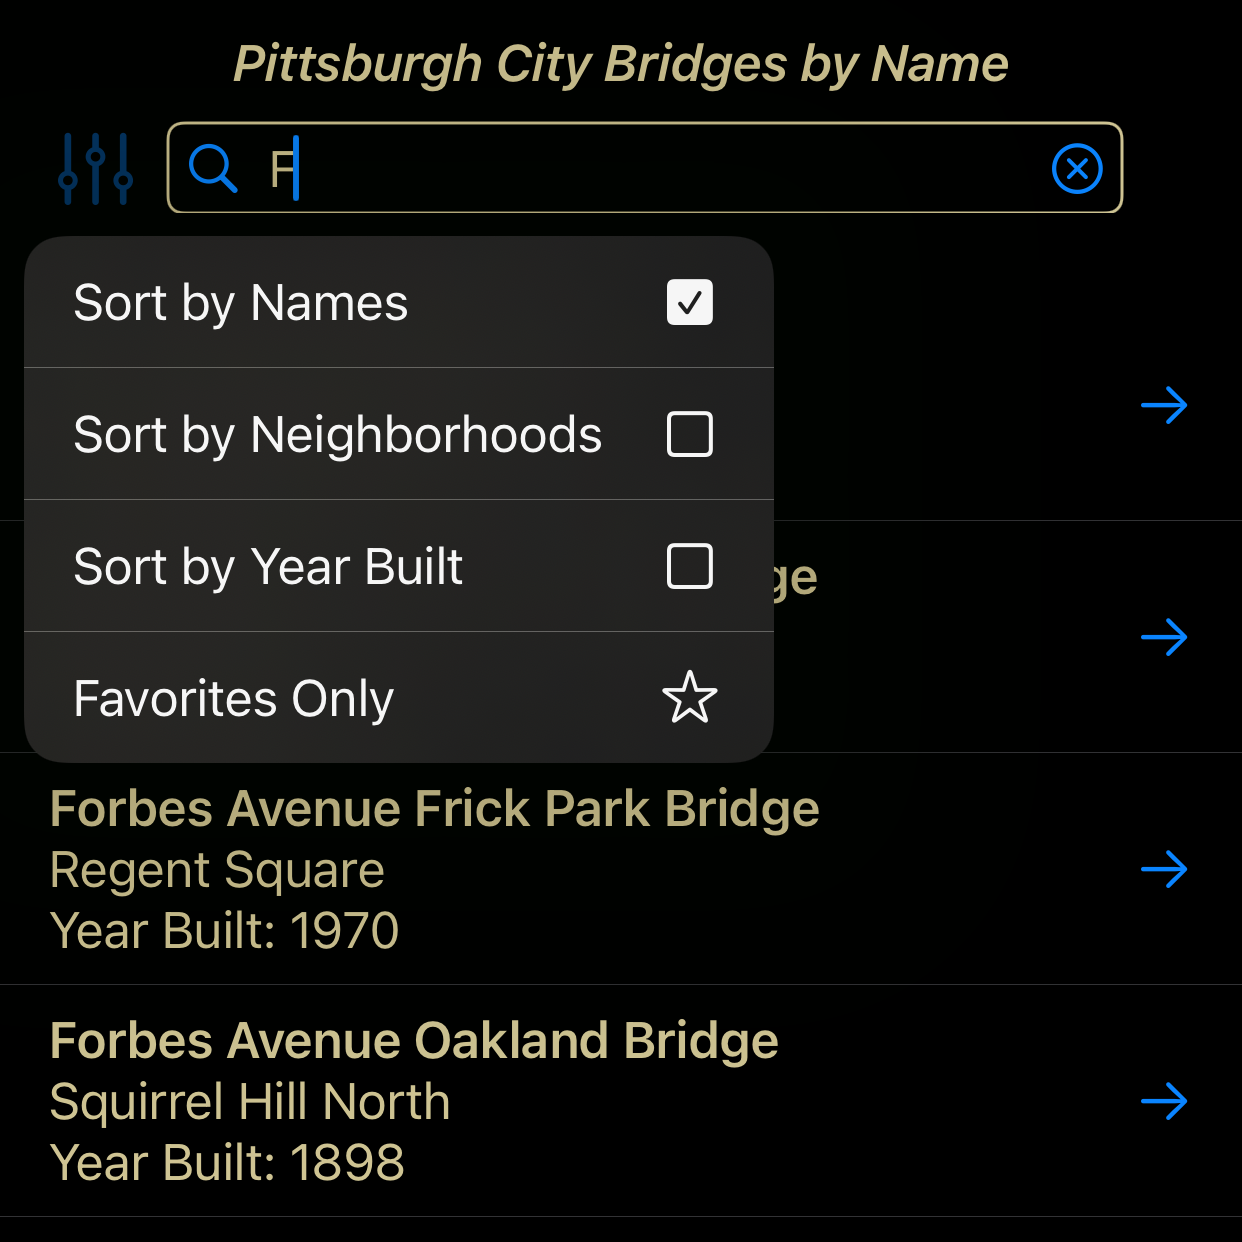 Pittsburgh City Bridges by Name
F
Sort by Names
Sort by Neighborhoods
Sort by Year Built
Favorites Only
Forbes Avenue Frick Park Bridge
Regent Square
Year Built: 1970
Forbes Avenue Oakland Bridge
Squirrel Hill North
Year Built: 1898